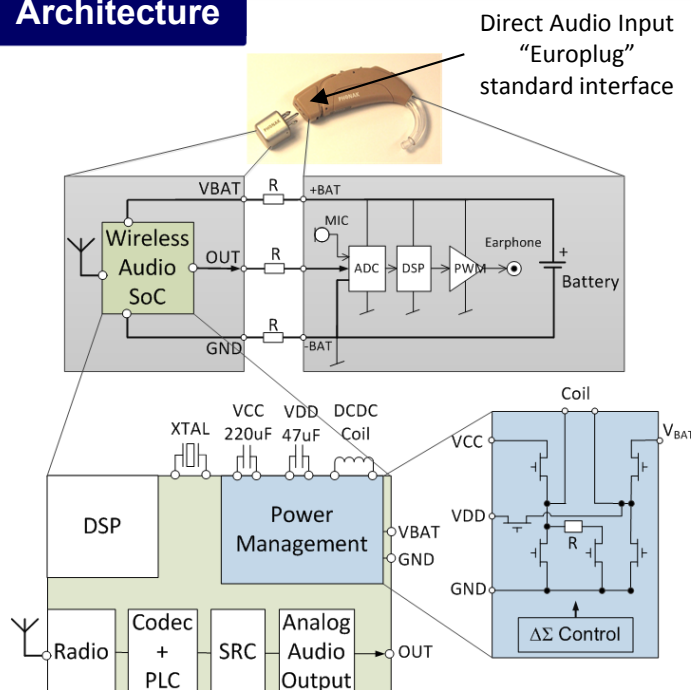 Architecture
Direct Audio Input
“Europlug”
standard interface
PHONAK
PHONAK
VBAT
R
+BAT
MIC
Wireless
Audio
SoC
OUT
R
ADC
DSP
PWM
Earphone
+
Battery
R
GND
-BAT
XTAL
VCC
220uF
VDD
47uF
DCDC
Coil
DSP
Power
Management
VBAT
GND
Radio
Codec
+
PLC
SRC
Analog
Audio
Output
OUT
Coil
VCC
VBAT
VDD
R
GND
ΔΣ Control